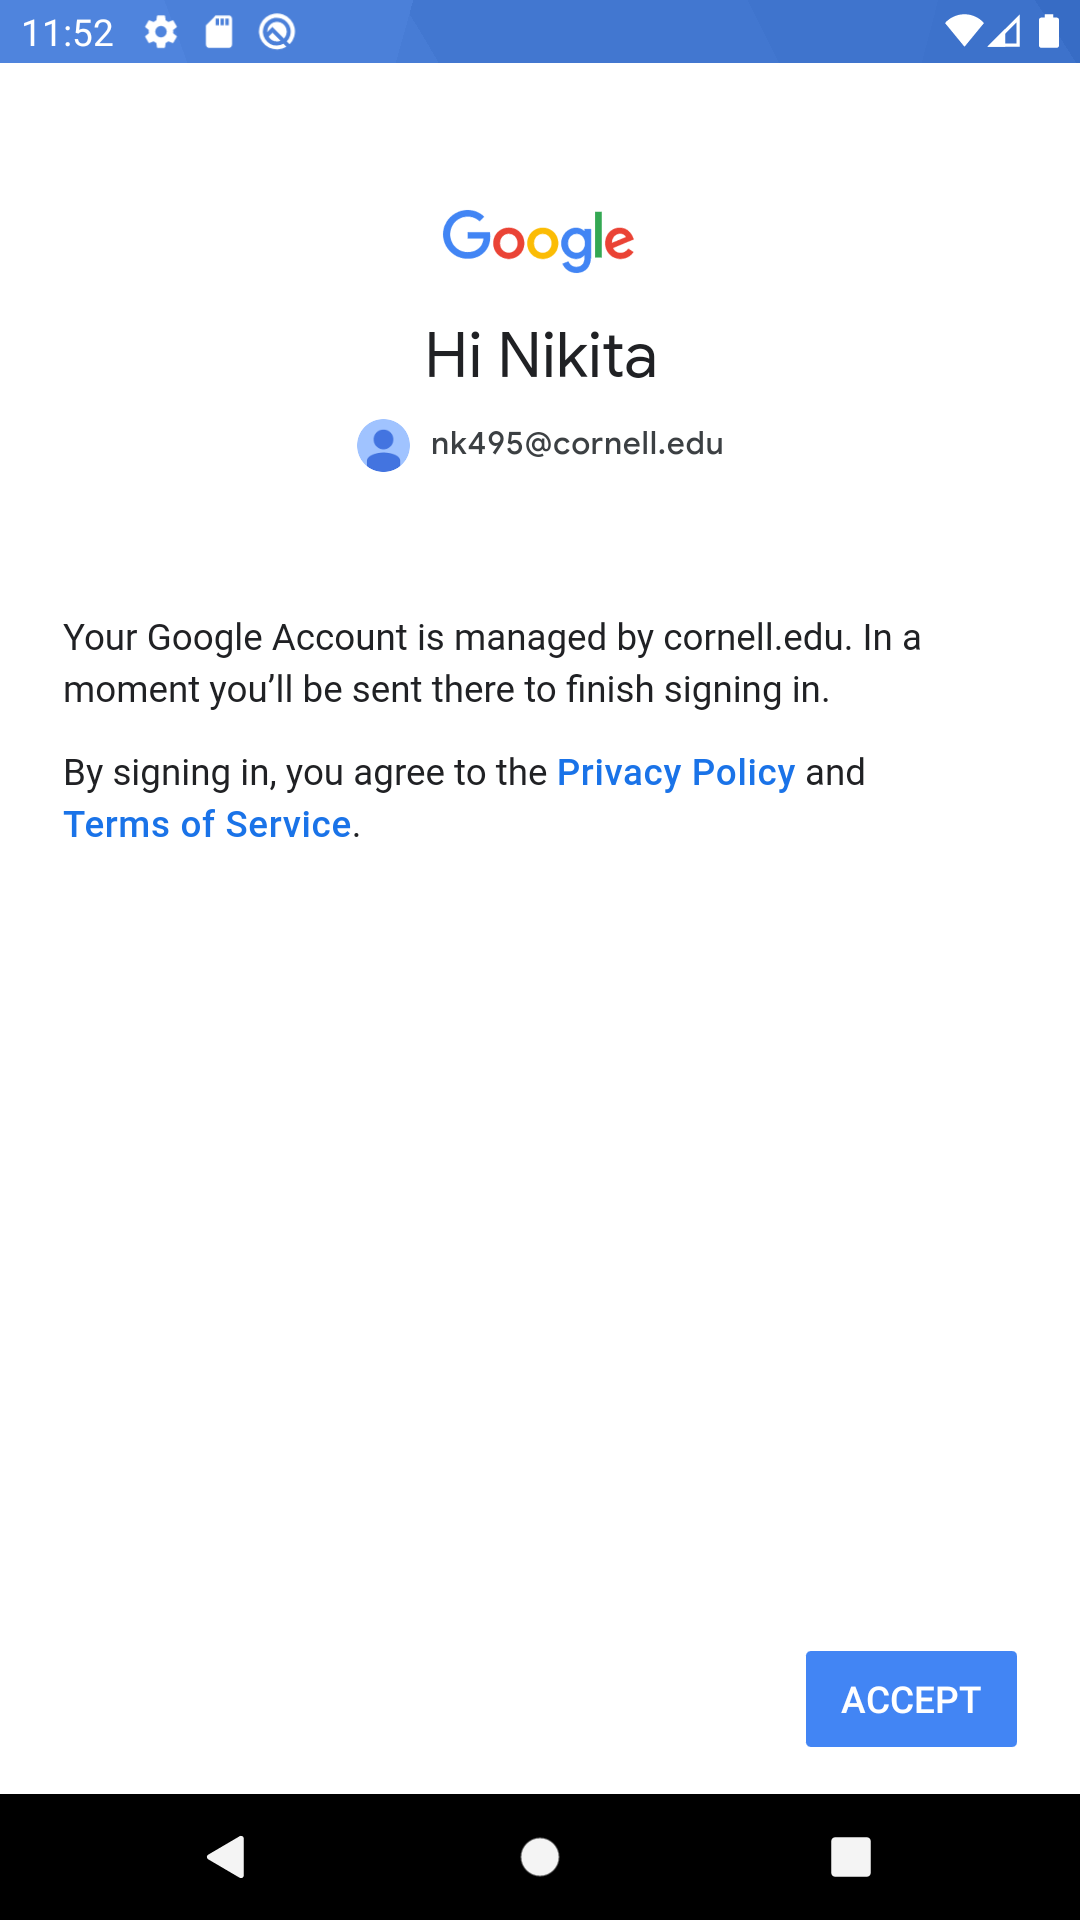 11:52
Google
Hi Nikita
nk495@cornell.edu
Your Google Account is managed by cornell.edu. In a
moment you’ll be sent there to finish signing in.
By signing in, you agree to the Privacy Policy and
Terms of Service.
ACCEPT